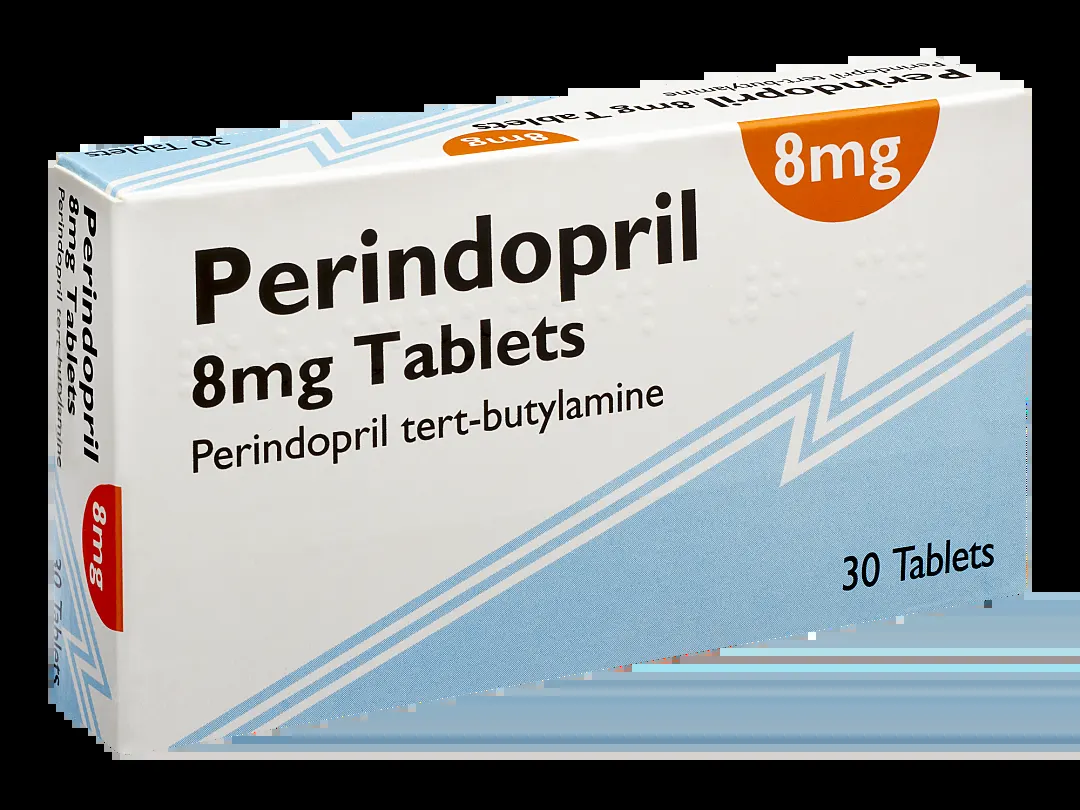 Perindopril 8mg Tablets
Perindopril tert-butylamine
8mg
30 Tablets
8mg
Perindopril
8mg Tablets
Perindopril tert-butylamine
30 Tablets
Perindopril
8mg Tablets
Perindopril tert-butylamine
8mg
30 Tablets